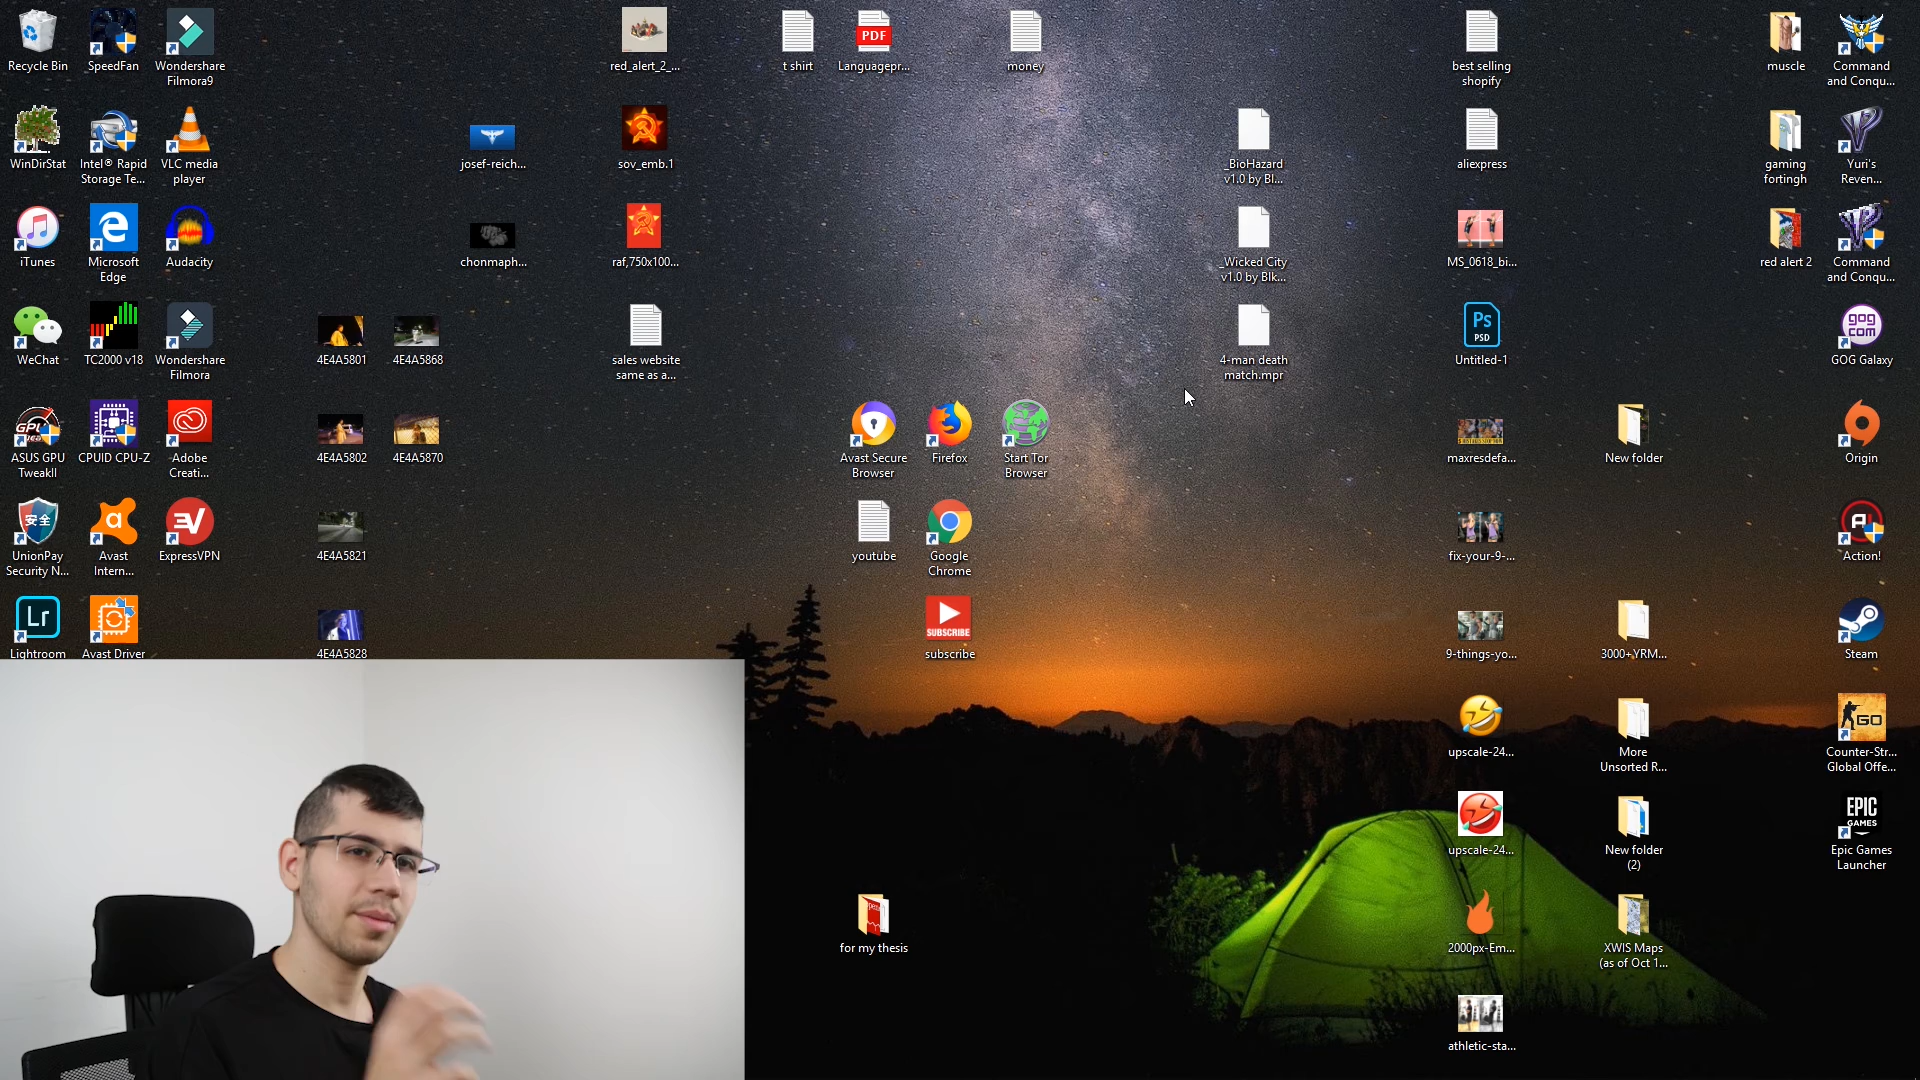 Recycle Bin
SpeedFan
Wondershare
Filmora9
red_alert_2_...
t shirt
PDF
Languagepr...
money
best selling
shopify
muscle
Command
and Conqu...
WinDirStat
Intel® Rapid
Storage Te...
VLC media
player
josef-reich...
sov_emb.1
_BioHazard
v1.0 by Bl...
aliexpress
gaming
fortingh
Yuri's
Reven...
iTunes
Microsoft
Edge
Audacity
chonmaph...
raf,750x100...
_Wicked City
v1.0 by Blk...
MS_0618_bi...
red alert 2
Command
and Conqu...
WeChat
TC2000 v18
Wondershare
Filmora
4E4A5801
4E4A5868
sales website
same as a...
4-man death
match.mpr
Ps
PSD
Untitled-1
gog
com
GOG Galaxy
ASUS GPU
TweakII
CPUID CPU-Z
Adobe
Creati...
4E4A5802
4E4A5870
Avast Secure
Browser
Firefox
Start Tor
Browser
maxresdefa...
New folder
Origin
安全
UnionPay
Security N...
a
Avast
Intern...
ExpressVPN
4E4A5821
youtube
Google
Chrome
fix-your-9-...
Action!
Lr
Lightroom
Avast Driver
4E4A5828
SUBSCRIBE
subscribe
9-things-yo...
3000+,YRM...
Steam
upscale-24...
More
Unsorted R...
GO
Counter-Str...
Global Offe...
upscale-24...
New folder
(2)
EPIC
GAMES
Epic Games
Launcher
for my thesis
2000px-Em...
XWIS Maps
(as of Oct 1...
athletic-sta...